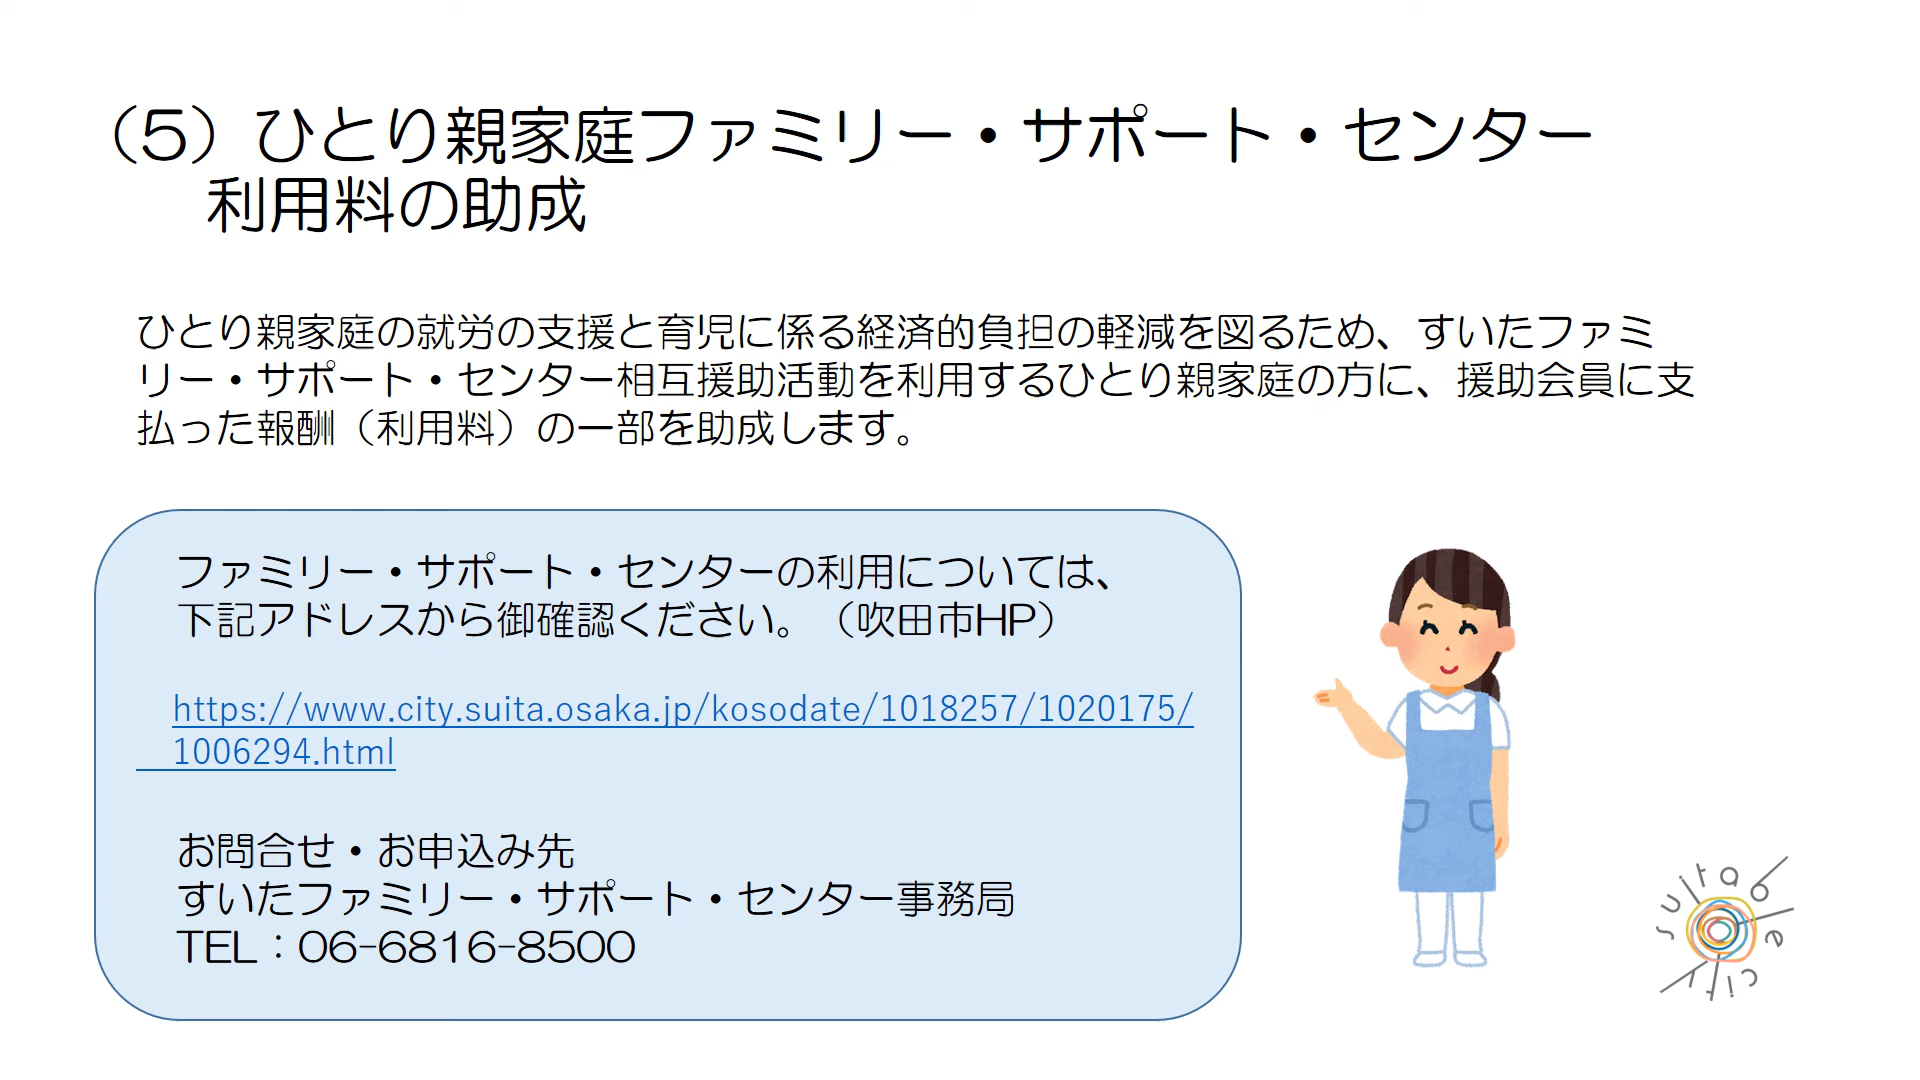 （5）ひとり親家庭ファミリー・サポート・センター
利用料の助成
ひとり親家庭の就労の支援と育児に係る経済的負担の軽減を図るため、すいたファミ
リー・サポート・センター相互援助活動を利用するひとり親家庭の方に、援助会員に支
払った報酬（利用料）の一部を助成します。
ファミリー・サポート・センターの利用については、
下記アドレスから御確認ください。（吹田市HP）
https://www.city.suita.osaka.jp/kosodate/1018257/1020175/
1006294.html
お問合せ・お申込み先
すいたファミリー・サポート・センター事務局
TEL：06-6816-8500
suitable city